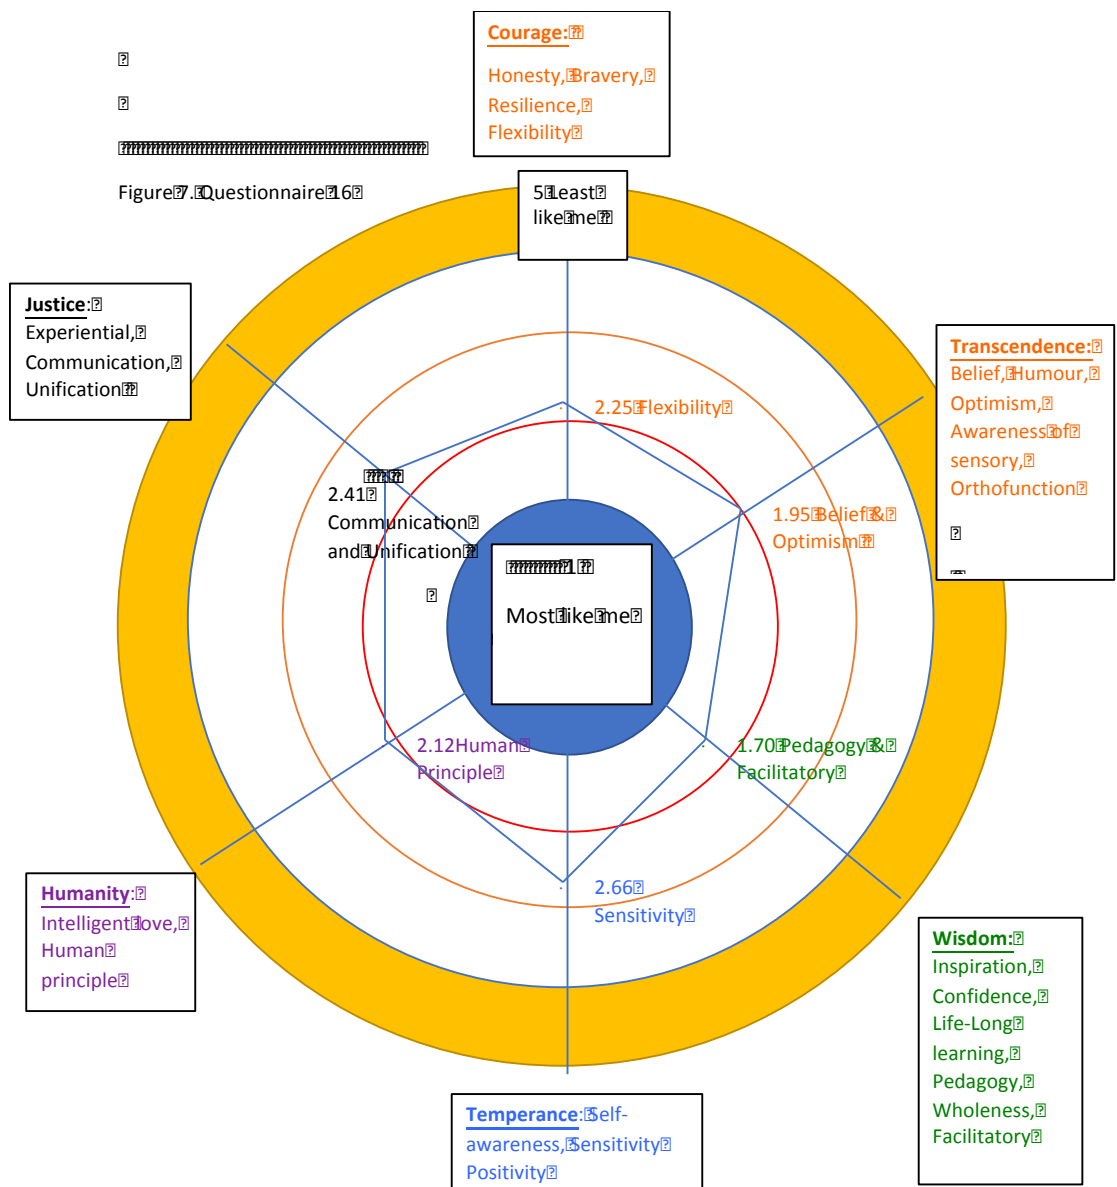 Courage:
Honesty, Bravery,
Resilience,
Flexibility
Figure 7. Questionnaire 16
5 Least
like me
Justice:
Experiential,
Communication,
Unification
Transcendence:
Belief, Humour,
Optimism,
Awareness of
sensory,
Orthofunction
2.25 Flexibility
2.41
Communication
and Unification
1.95 Belief &
Optimism
1
Most like me
2.12 Human
Principle
1.70 Pedagogy &
Facilitatory
2.66
Sensitivity
Humanity:
Intelligent love,
Human
principle
Wisdom:
Inspiration,
Confidence,
Life-Long
learning,
Pedagogy,
Wholeness,
Facilitatory
Temperance: Self-
awareness, Sensitivity
Positivity